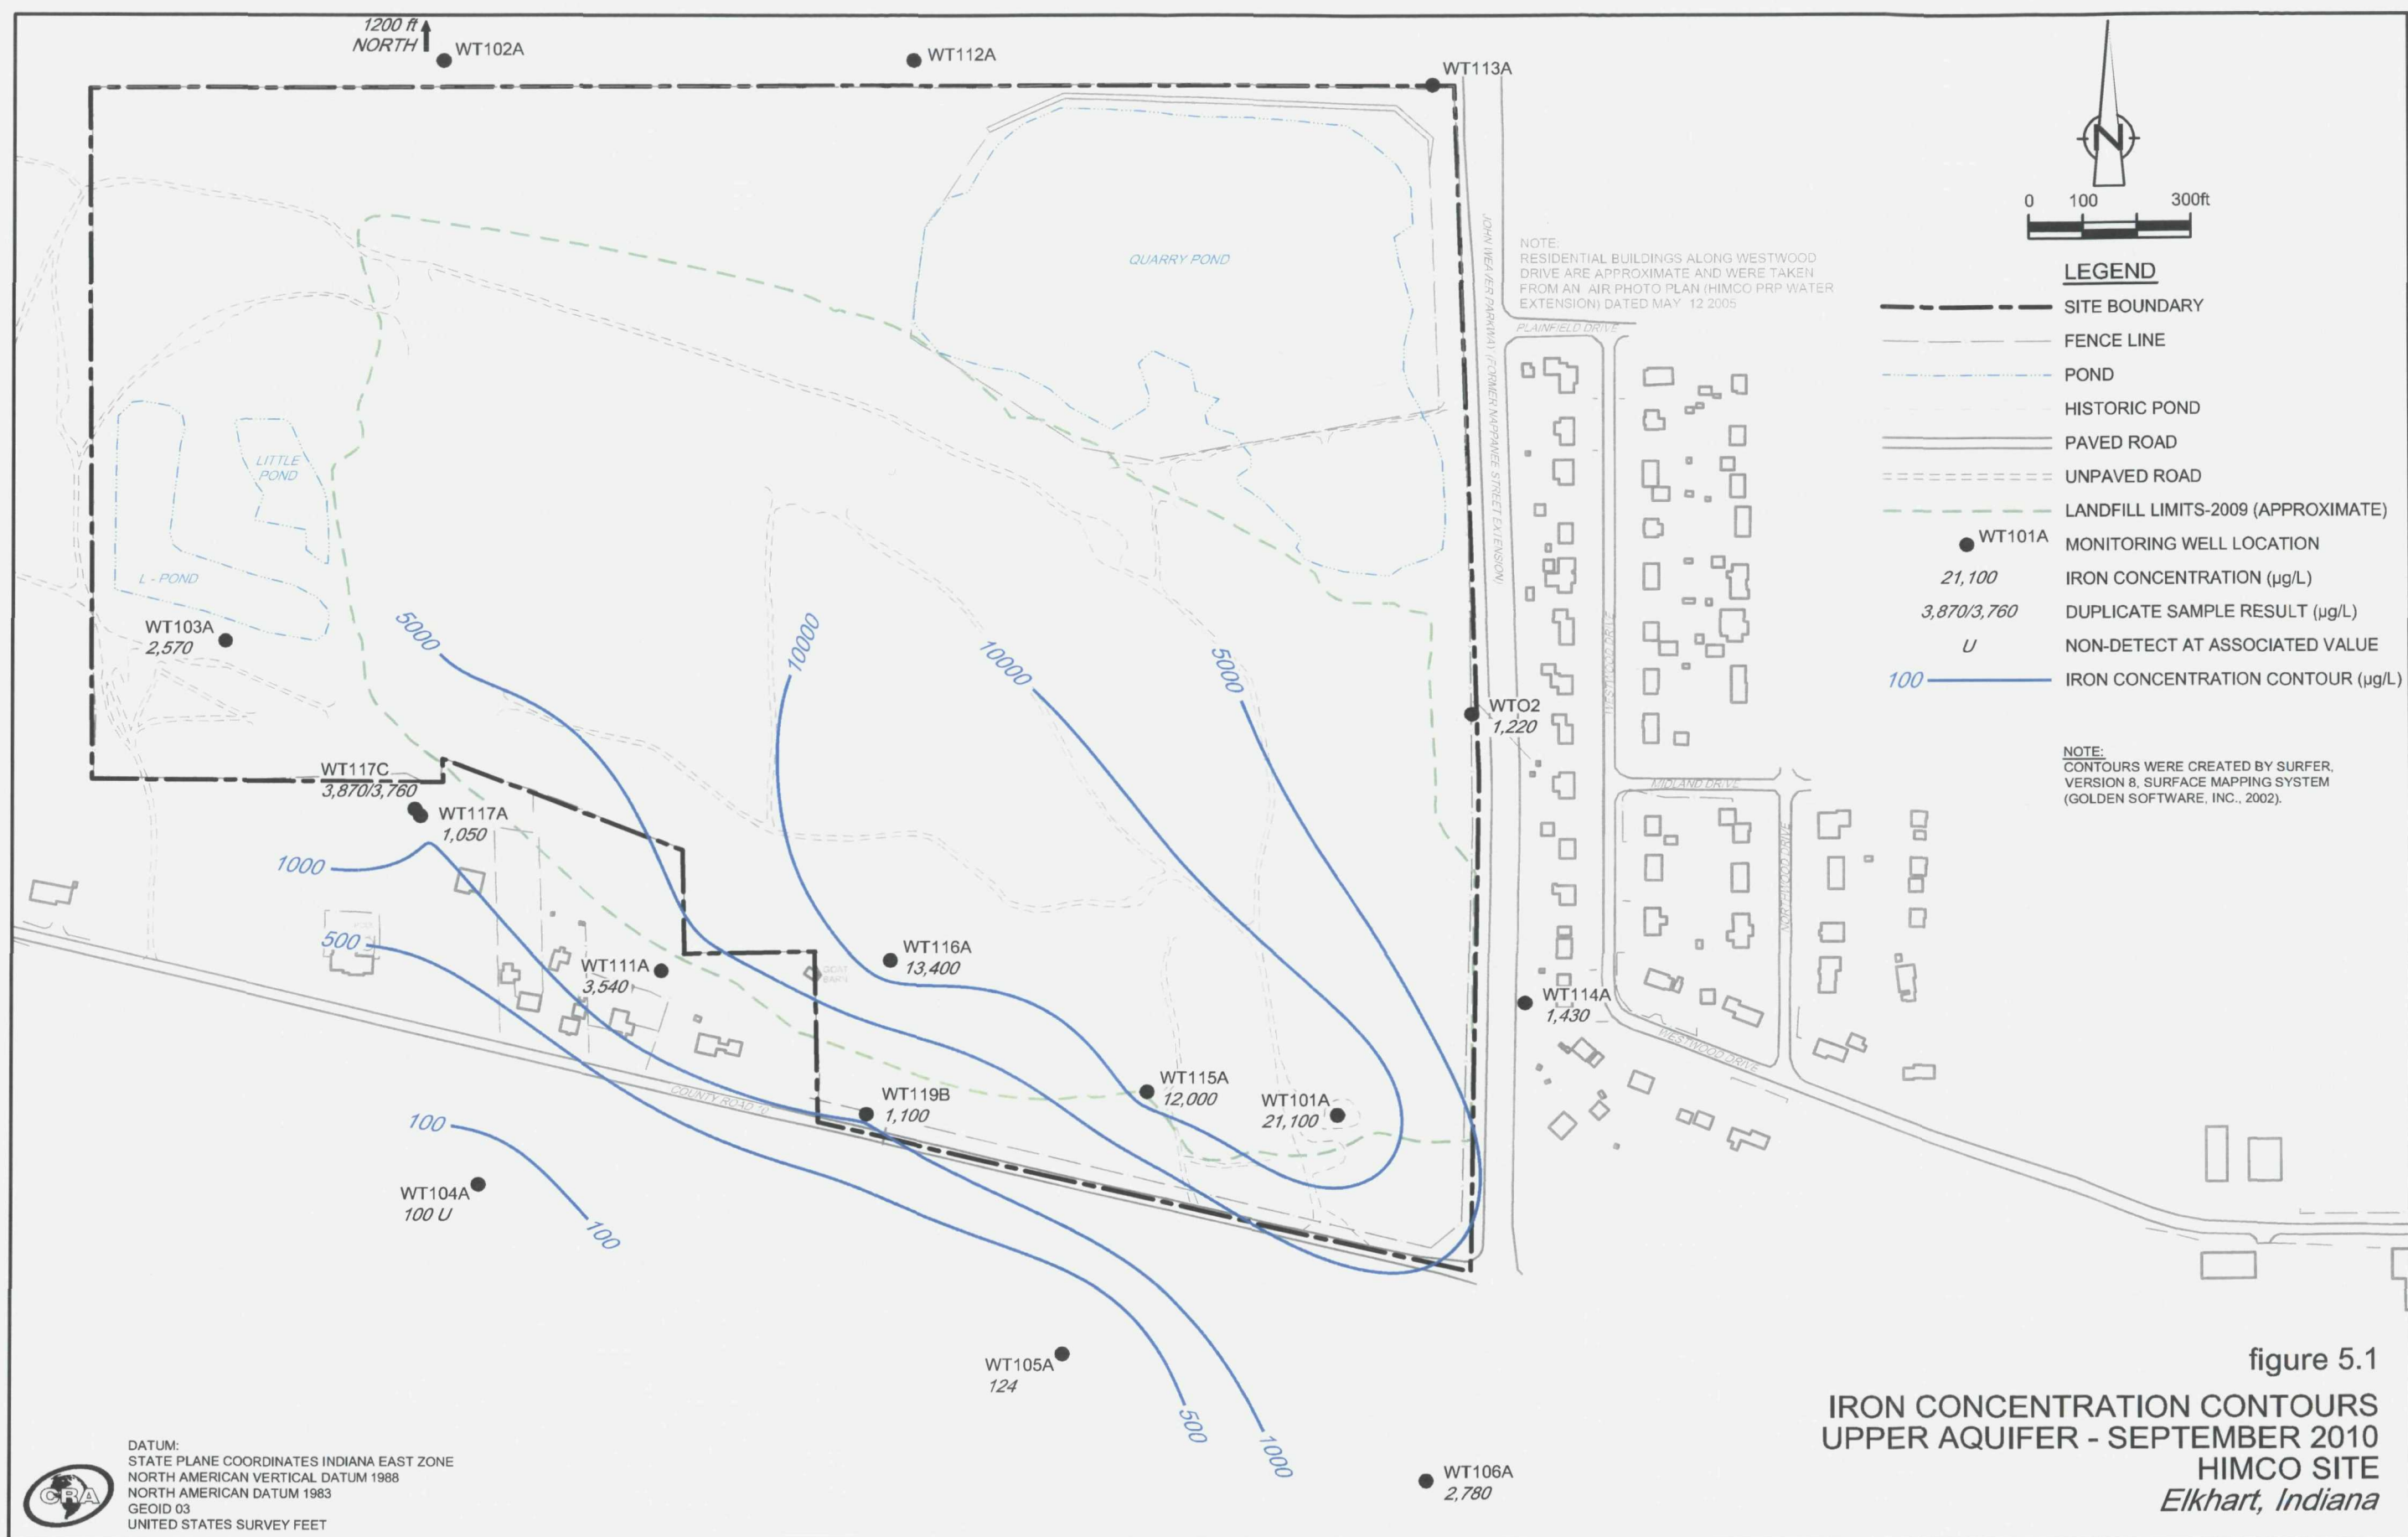 1200 ft
NORTH
WT102A
WT112A
WT113A
N
0 100 300ft
QUARRY POND
JOHN WEAVER PARKWAY) (FORMER NAPPANEE STREET EXTENSION)
NOTE:
RESIDENTIAL BUILDINGS ALONG WESTWOOD
DRIVE ARE APPROXIMATE AND WERE TAKEN
FROM AN AIR PHOTO PLAN (HIMCO PRP WATER
EXTENSION) DATED MAY 12 2005
PLAINFIELD DRIVE
LEGEND
SITE BOUNDARY
FENCE LINE
POND
HISTORIC POND
PAVED ROAD
UNPAVED ROAD
LANDFILL LIMITS-2009 (APPROXIMATE)
WT101A MONITORING WELL LOCATION
21,100 IRON CONCENTRATION (µg/L)
3,870/3,760 DUPLICATE SAMPLE RESULT (µg/L)
U NON-DETECT AT ASSOCIATED VALUE
100 IRON CONCENTRATION CONTOUR (µg/L)
NOTE:
CONTOURS WERE CREATED BY SURFER,
VERSION 8, SURFACE MAPPING SYSTEM
(GOLDEN SOFTWARE, INC., 2002).
LITTLE
POND
L - POND
WT103A
2,570
5000
10000
10000
5000
WESTWOOD DRIVE
WTO2
1,220
MIDLAND DRIVE
NORTHWOOD DRIVE
WT117C
3,870/3,760
WT117A
1,050
1000
500
WT111A
3,540
GOAT
BARN
WT116A
13,400
WT114A
1,430
WESTWOOD DRIVE
COUNTY ROAD 10
WT119B
1,100
WT115A
12,000
WT101A
21,100
100
WT104A
100 U
100
WT105A
124
500
1000
WT106A
2,780
figure 5.1
IRON CONCENTRATION CONTOURS
UPPER AQUIFER - SEPTEMBER 2010
HIMCO SITE
Elkhart, Indiana
CRA
DATUM:
STATE PLANE COORDINATES INDIANA EAST ZONE
NORTH AMERICAN VERTICAL DATUM 1988
NORTH AMERICAN DATUM 1983
GEOID 03
UNITED STATES SURVEY FEET